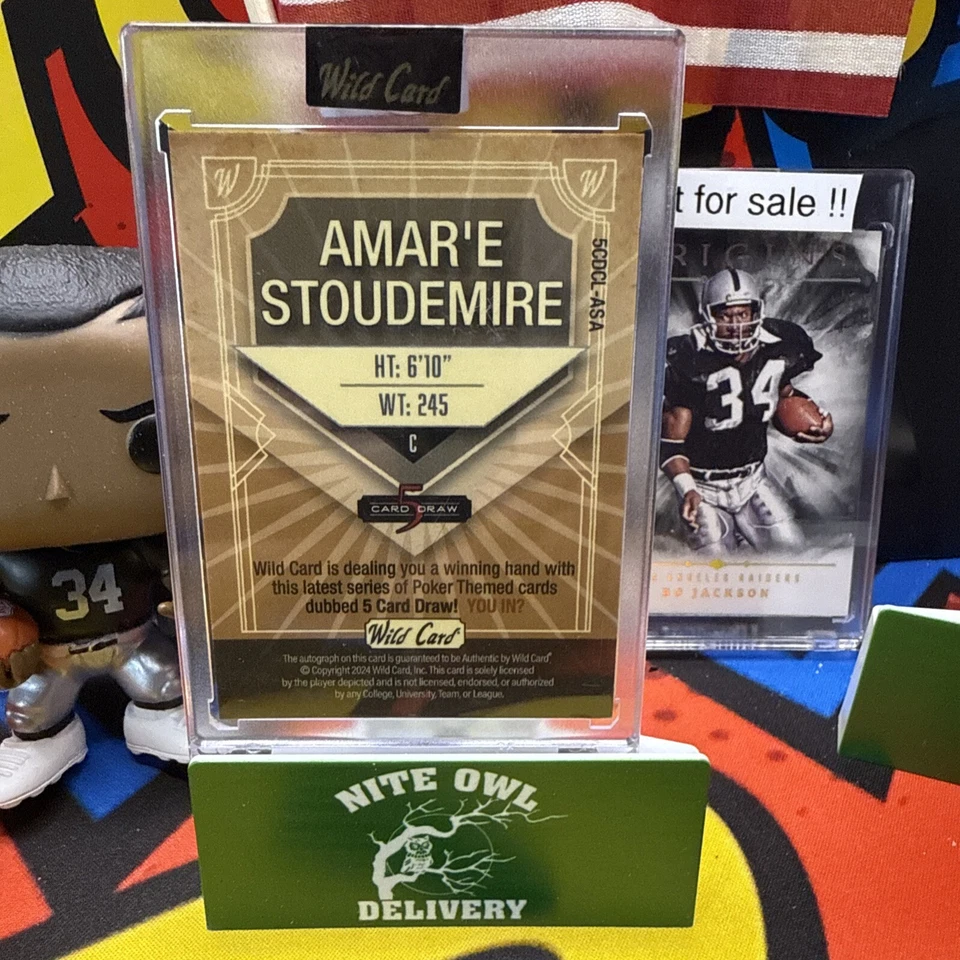 Wild Card
W
W
AMAR'E
STOUDEMIRE
5CDCL-ASA
HT: 6'10"
WT: 245
C
5
CARD DRAW
Wild Card is dealing you a winning hand with
this latest series of Poker Themed cards
dubbed 5 Card Draw! YOU IN?
Wild Card
The autograph on this card is guaranteed to be Authentic by Wild Card®
© Copyright 2024 Wild Card, Inc. This card is solely licensed
by the player depicted and is not licensed, endorsed, or authorized
by any College, University, Team, or League.
NITE OWL
DELIVERY
t for sale !!
RIGINS
34
ANGELES RAIDERS
BO JACKSON
34